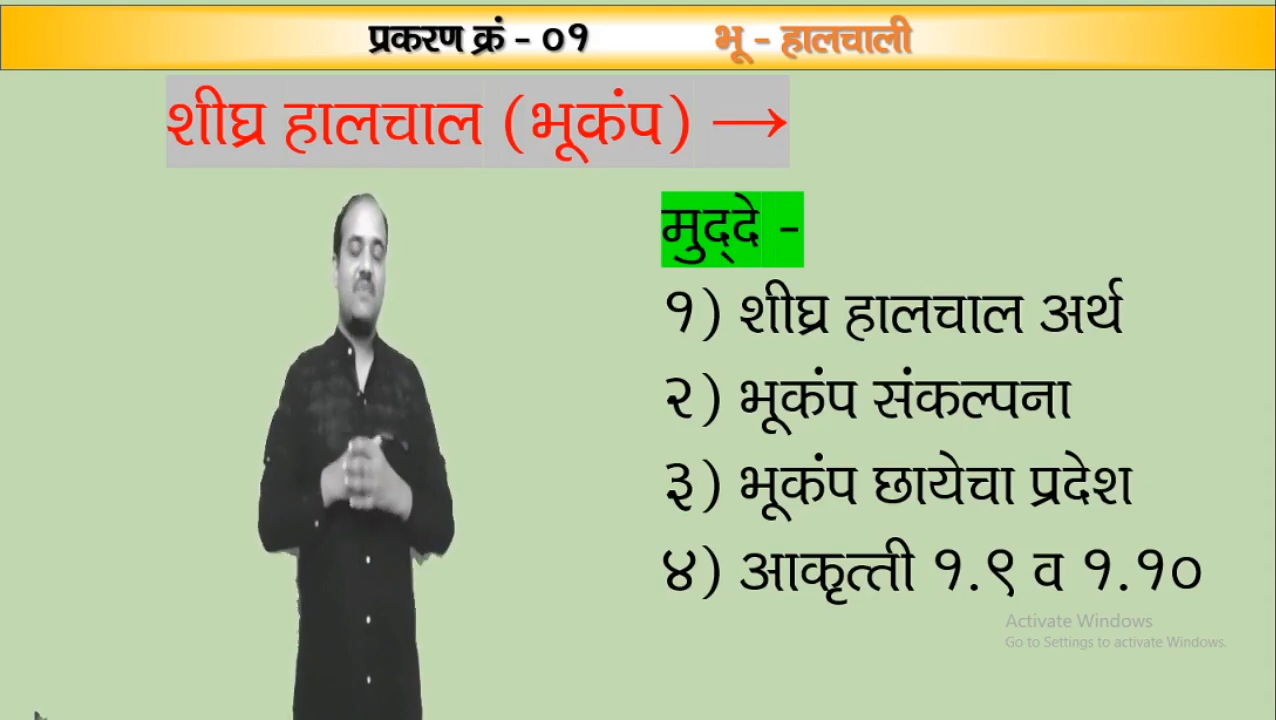 प्रकरण क्रं - ०१ भू - हालचाली
शीघ्र हालचाल (भूकंप) →
मुद्‌दे -
१) शीघ्र हालचाल अर्थ
२) भूकंप संकल्पना
३) भूकंप छायेचा प्रदेश
४) आकृत्ती १.९ व १.१०
Activate Windows
Go to Settings to activate Windows.